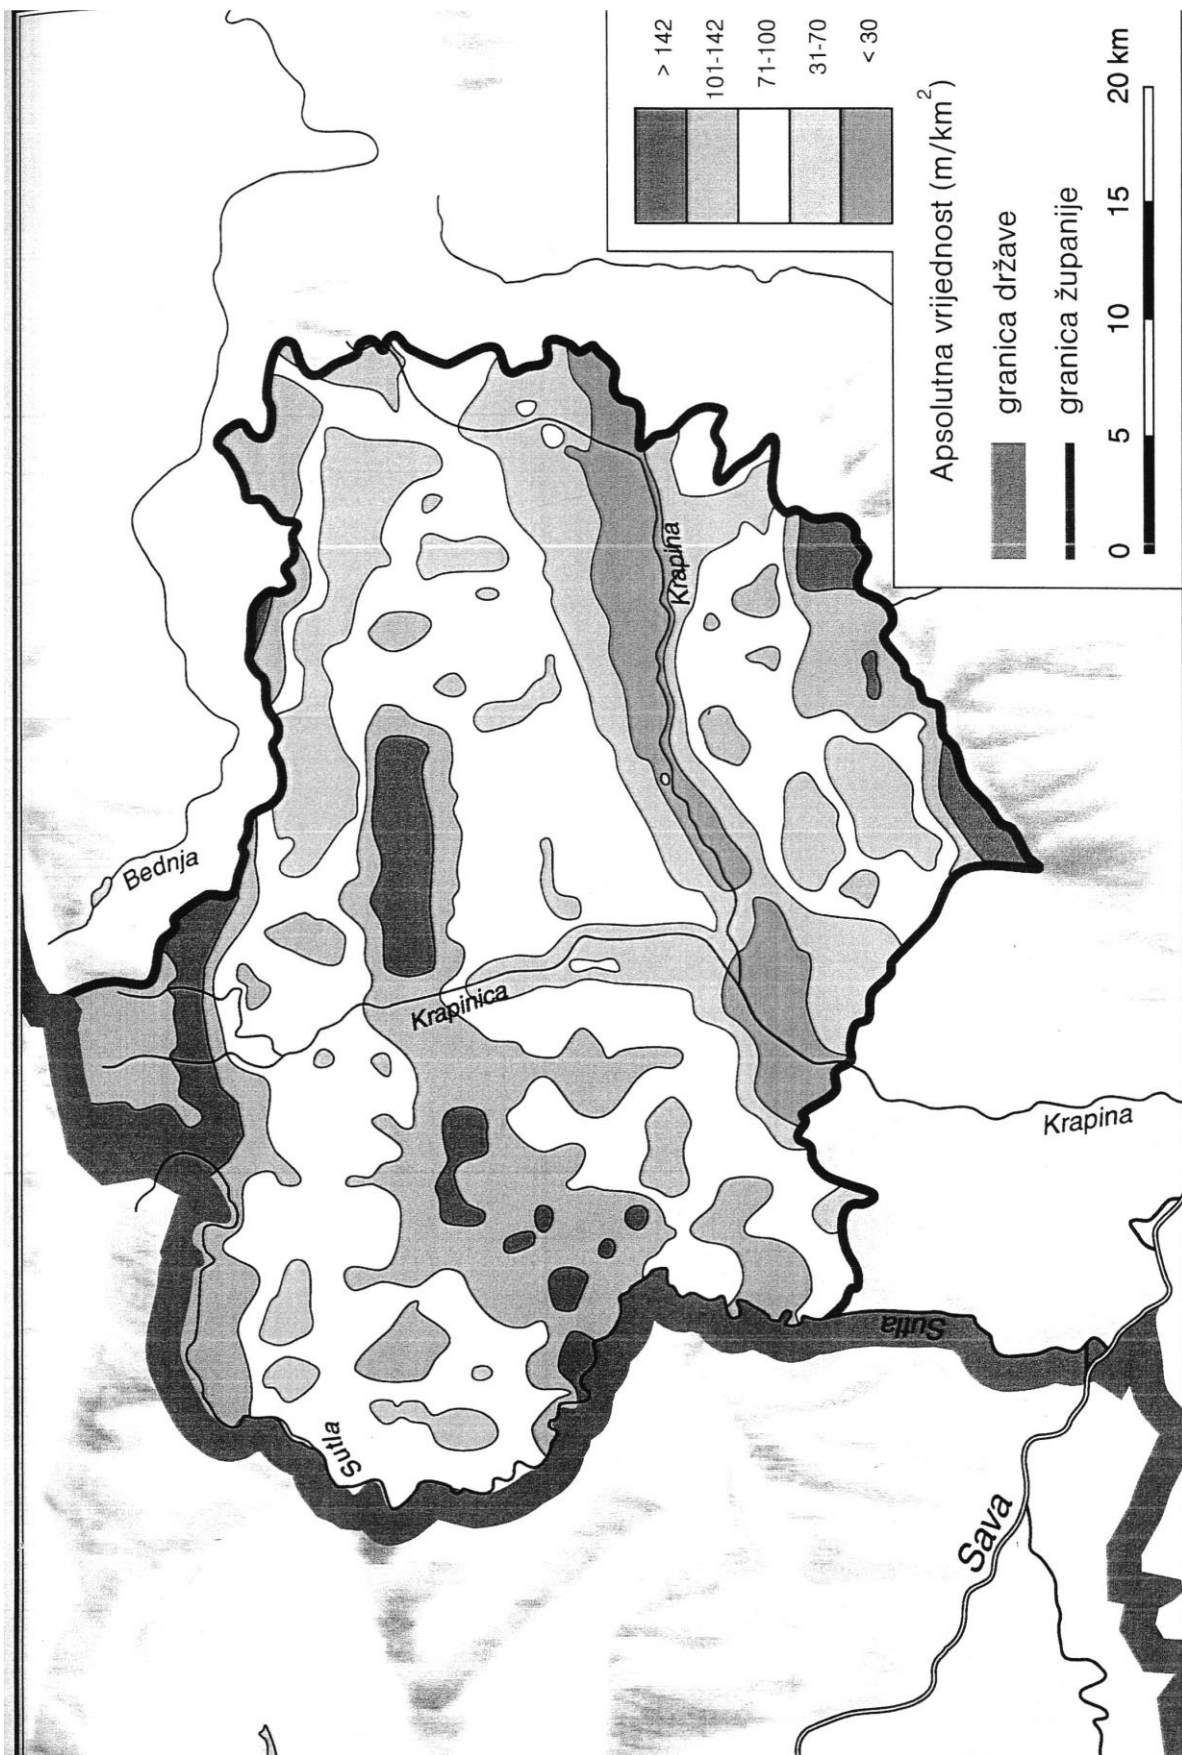 Bednja
Krapinica
Krapina
Sutla
Sutla
Krapina
Sava
> 142
101-142
71-100
31-70
< 30
Apsolutna vrijednost (m/km²)
granica države
granica županije
0 5 10 15 20 km